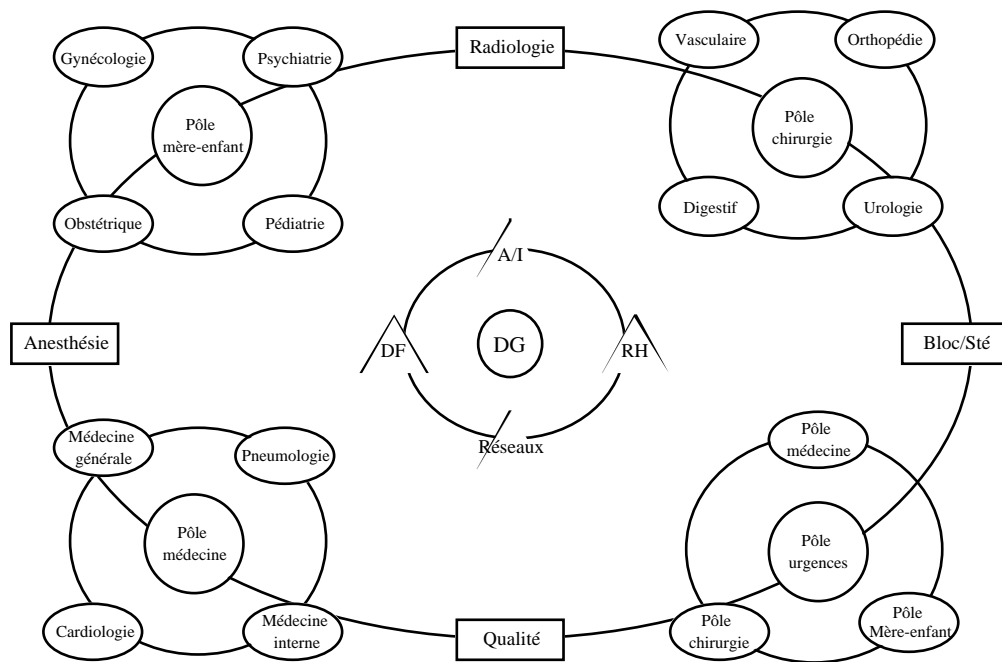 Gynécologie
Psychiatrie
Pôle
mère-enfant
Obstétrique
Pédiatrie
Radiologie
Vasculaire
Orthopédie
Pôle
chirurgie
Digestif
Urologie
Anesthésie
A/I
DF
DG
RH
Réseaux
Bloc/Sté
Médecine
générale
Pneumologie
Pôle
médecine
Cardiologie
Médecine
interne
Qualité
Pôle
médecine
Pôle
urgences
Pôle
chirurgie
Pôle
Mère-enfant